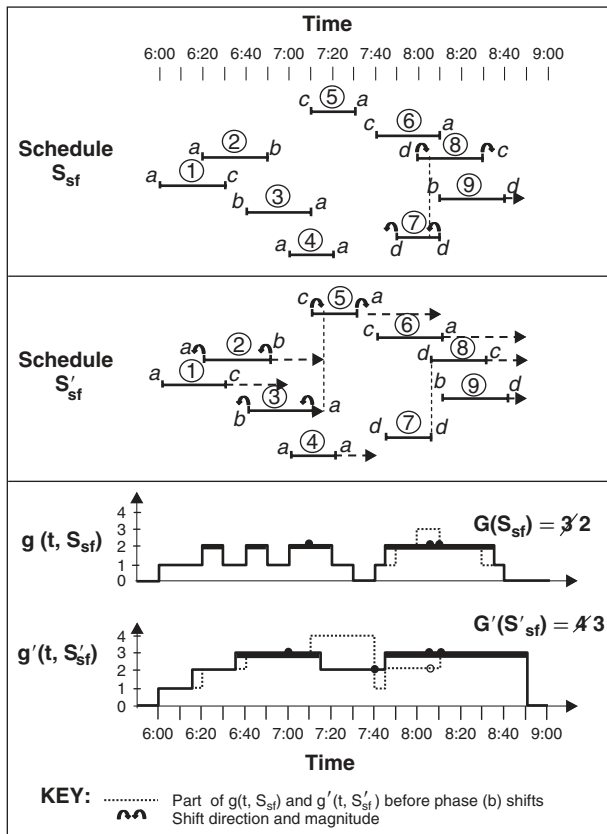 Time
6:00 6:20 6:40 7:00 7:20 7:40 8:00 8:20 8:40 9:00
c 5 a
c 6 a
Schedule S_sf
a 2 b
d 8 c
a 1 c
b 9 d
b 3 a
d 7 d
a 4 a
c 5 a
c 6 a
Schedule S'_sf
a 2 b
d 8 c
a 1 c
b 9 d
b 3 a
d 7 d
a 4 a
g (t, S_sf)
4
3
2
1
0
G(S_sf) = 3 2
g'(t, S'_sf)
4
3
2
1
0
G'(S'_sf) = 4 3
6:00 6:20 6:40 7:00 7:20 7:40 8:00 8:20 8:40 9:00
Time
KEY: Part of g(t, S_sf) and g'(t, S'_sf) before phase (b) shifts
Shift direction and magnitude